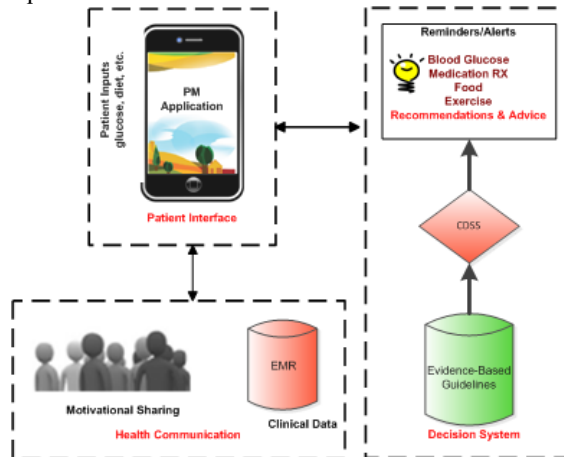 Patient Inputs
glucose, diet, etc.
PM
Application
Patient Interface
Reminders/Alerts
Blood Glucose
Medication RX
Food
Exercise
Recommendations & Advice
CDSS
Evidence-Based
Guidelines
Decision System
EMR
Motivational Sharing
Clinical Data
Health Communication